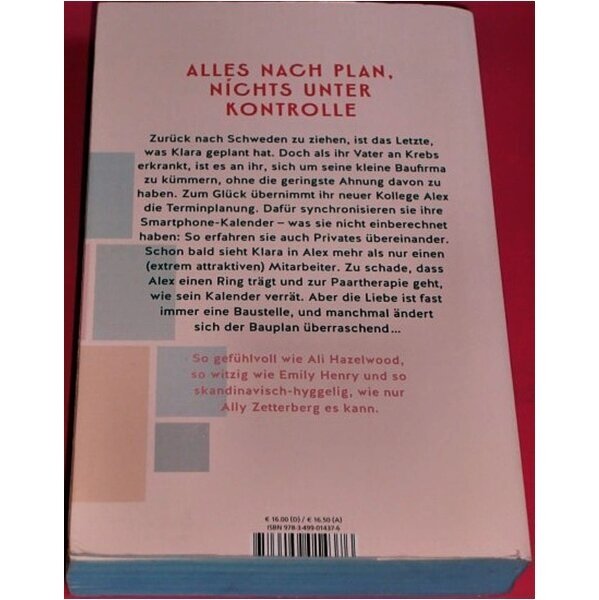 ALLES NACH PLAN,
NICHTS UNTER
KONTROLLE
Zurück nach Schweden zu ziehen, ist das Letzte,
was Klara geplant hat. Doch als ihr Vater an Krebs
erkrankt, ist es an ihr, sich um seine kleine Baufirma
zu kümmern, ohne die geringste Ahnung davon zu
haben. Zum Glück übernimmt ihr neuer Kollege Alex
die Terminplanung. Dafür synchronisieren sie ihre
Smartphone-Kalender – was sie nicht einberechnet
haben: So erfahren sie auch Privates übereinander.
Schon bald sieht Klara in Alex mehr als nur einen
(extrem attraktiven) Mitarbeiter. Zu schade, dass
Alex einen Ring trägt und zur Paartherapie geht,
wie sein Kalender verrät. Aber die Liebe ist fast
immer eine Baustelle, und manchmal ändert
sich der Bauplan überraschend ...
So gefühlvoll wie Ali Hazelwood,
so witzig wie Emily Henry und so
skandinavisch-hyggelig, wie nur
Ally Zetterberg es kann.
€ 16.00 (D) / € 16.50 (A)
ISBN 978-3-499-01437-6